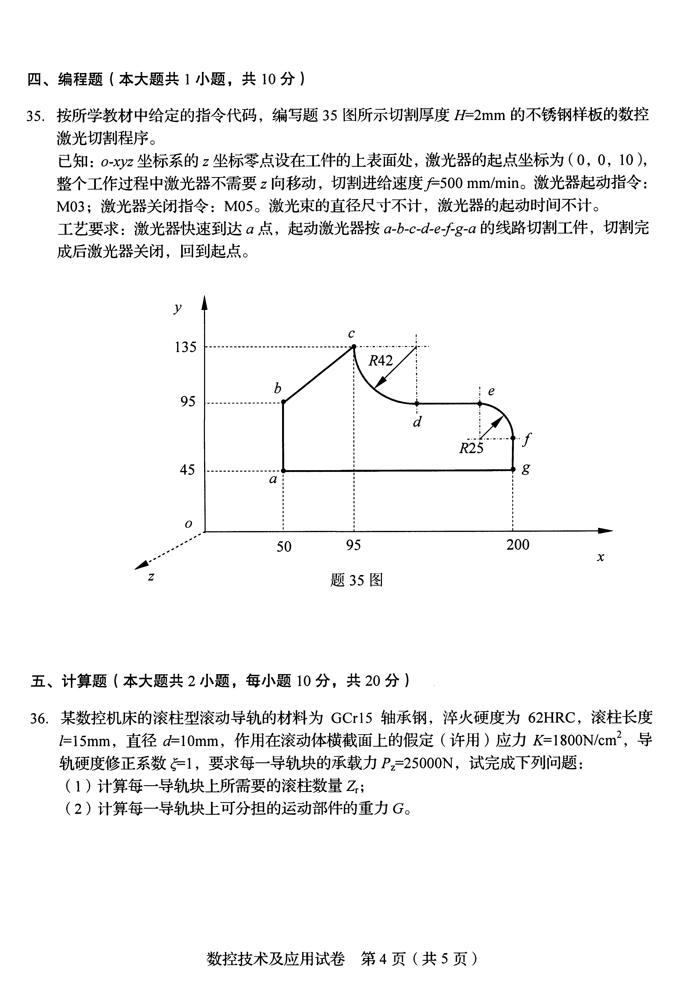 四、编程题（本大题共 1 小题，共 10 分）
35. 按所学教材中给定的指令代码，编写题 35 图所示切割厚度 H=2mm 的不锈钢样板的数控
激光切割程序。
已知：o-xyz 坐标系的 z 坐标零点设在工件的上表面处，激光器的起点坐标为（0，0，10），
整个工作过程中激光器不需要 z 向移动，切割进给速度 f=500 mm/min。激光器起动指令：
M03；激光器关闭指令：M05。激光束的直径尺寸不计，激光器的起动时间不计。
工艺要求：激光器快速到达 a 点，起动激光器按 a-b-c-d-e-f-g-a 的线路切割工件，切割完
成后激光器关闭，回到起点。
y
c
135
R42
b
e
95
d
f
R25
45
g
a
o
50
95
200
x
z
题 35 图
五、计算题（本大题共 2 小题，每小题 10 分，共 20 分）
36. 某数控机床的滚柱型滚动导轨的材料为 GCr15 轴承钢，淬火硬度为 62HRC，滚柱长度
l=15mm，直径 d=10mm，作用在滚动体横截面上的假定（许用）应力 K=1800N/cm²，导
轨硬度修正系数 ξ=1，要求每一导轨块的承载力 Pz=25000N，试完成下列问题：
（1）计算每一导轨块上所需要的滚柱数量 Zr；
（2）计算每一导轨块上可分担的运动部件的重力 G。
数控技术及应用试卷 第 4 页（共 5 页）